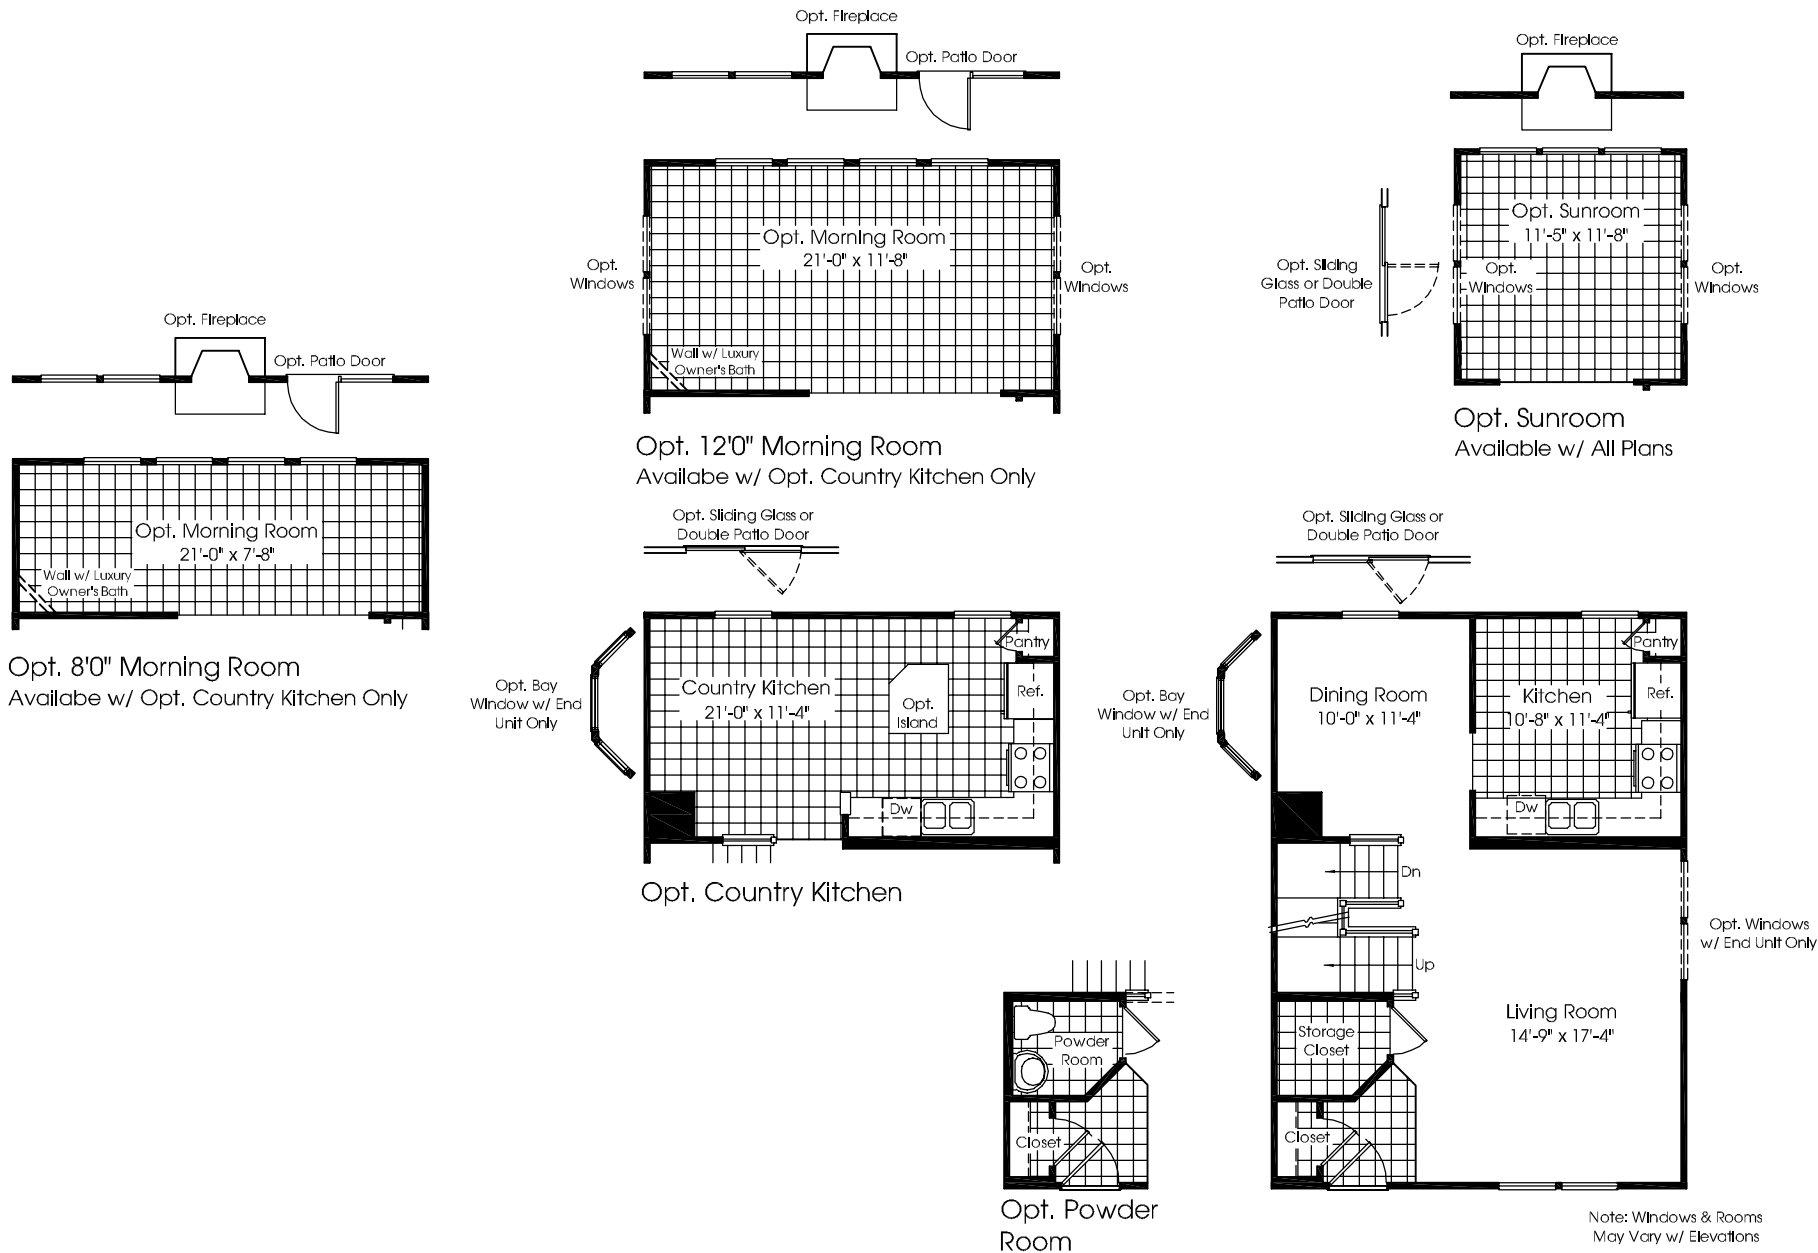 Opt. Fireplace
Opt. Patio Door
Opt. Morning Room
21'-0" x 11'-8"
Opt.
Windows
Opt.
Windows
Wall w/ Luxury
Owner's Bath
Opt. 12'0" Morning Room
Availabe w/ Opt. Country Kitchen Only
Opt. Fireplace
Opt. Sunroom
11'-5" x 11'-8"
Opt. Sliding
Glass or Double
Patio Door
Opt.
Windows
Opt.
Windows
Opt. Sunroom
Available w/ All Plans
Opt. Fireplace
Opt. Patio Door
Opt. Morning Room
21'-0" x 7'-8"
Wall w/ Luxury
Owner's Bath
Opt. 8'0" Morning Room
Availabe w/ Opt. Country Kitchen Only
Opt. Sliding Glass or
Double Patio Door
Opt. Bay
Window w/ End
Unit Only
Country Kitchen
21'-0" x 11'-4"
Opt.
Island
Pantry
Ref.
Dw
Opt. Country Kitchen
Opt. Sliding Glass or
Double Patio Door
Opt. Bay
Window w/ End
Unit Only
Dining Room
10'-0" x 11'-4"
Kitchen
10'-8" x 11'-4"
Pantry
Ref.
Dw
Dn
Up
Opt. Windows
w/ End Unit Only
Living Room
14'-9" x 17'-4"
Storage
Closet
Closet
Powder
Room
Closet
Opt. Powder
Room
Note: Windows & Rooms
May Vary w/ Elevations